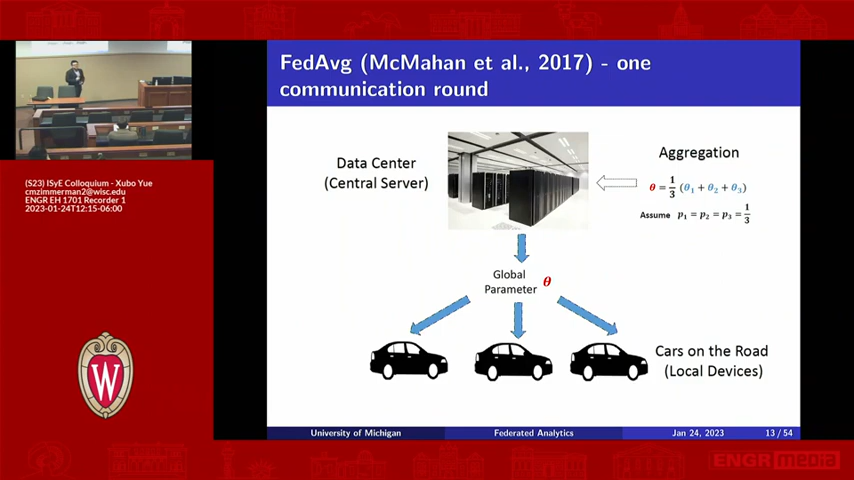 FedAvg (McMahan et al., 2017) - one
communication round
Data Center
(Central Server)
Aggregation
θ = 1/3 (θ₁ + θ₂ + θ₃)
Assume p₁ = p₂ = p₃ = 1/3
Global
Parameter θ
Cars on the Road
(Local Devices)
University of Michigan
Federated Analytics
Jan 24, 2023
13 / 54
(S23) ISyE Colloquium - Xubo Yue
cmzimmerman2@wisc.edu
ENGR EH 1701 Recorder 1
2023-01-24T12:15-06:00
W
ENGR media